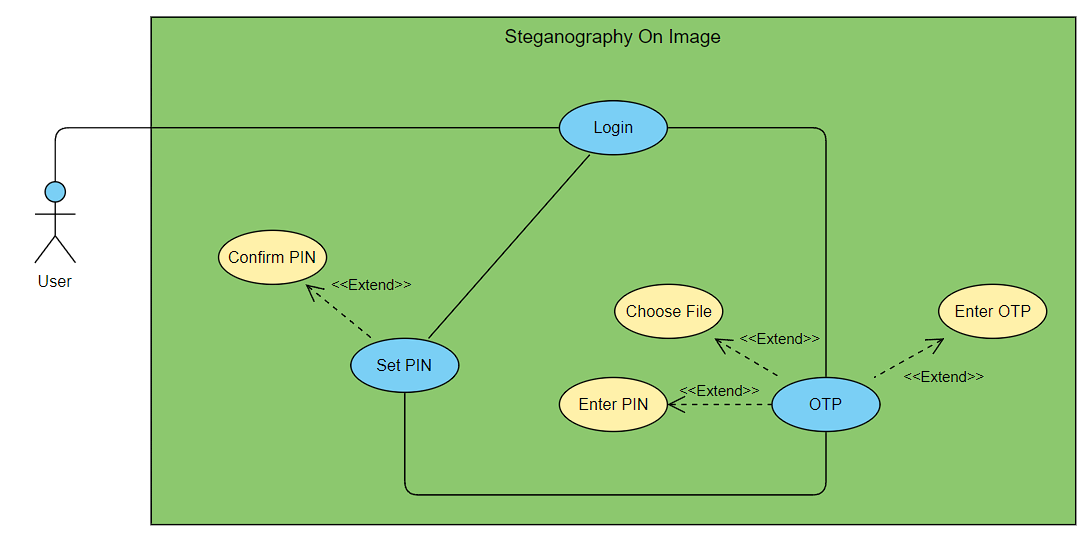 Steganography On Image
Login
User
Confirm PIN
<<Extend>>
Set PIN
Choose File
<<Extend>>
Enter OTP
<<Extend>>
Enter PIN
<<Extend>>
OTP